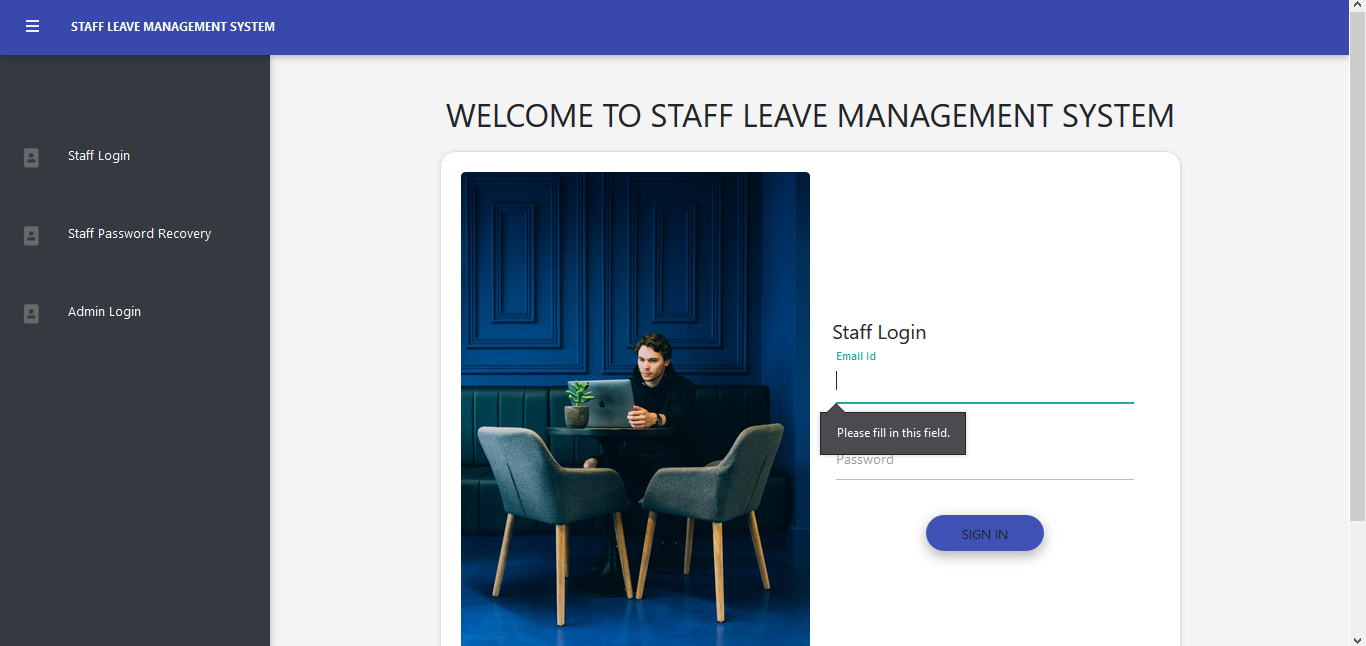 STAFF LEAVE MANAGEMENT SYSTEM
Staff Login
Staff Password Recovery
Admin Login
WELCOME TO STAFF LEAVE MANAGEMENT SYSTEM
Staff Login
Email Id
Please fill in this field.
Password
SIGN IN